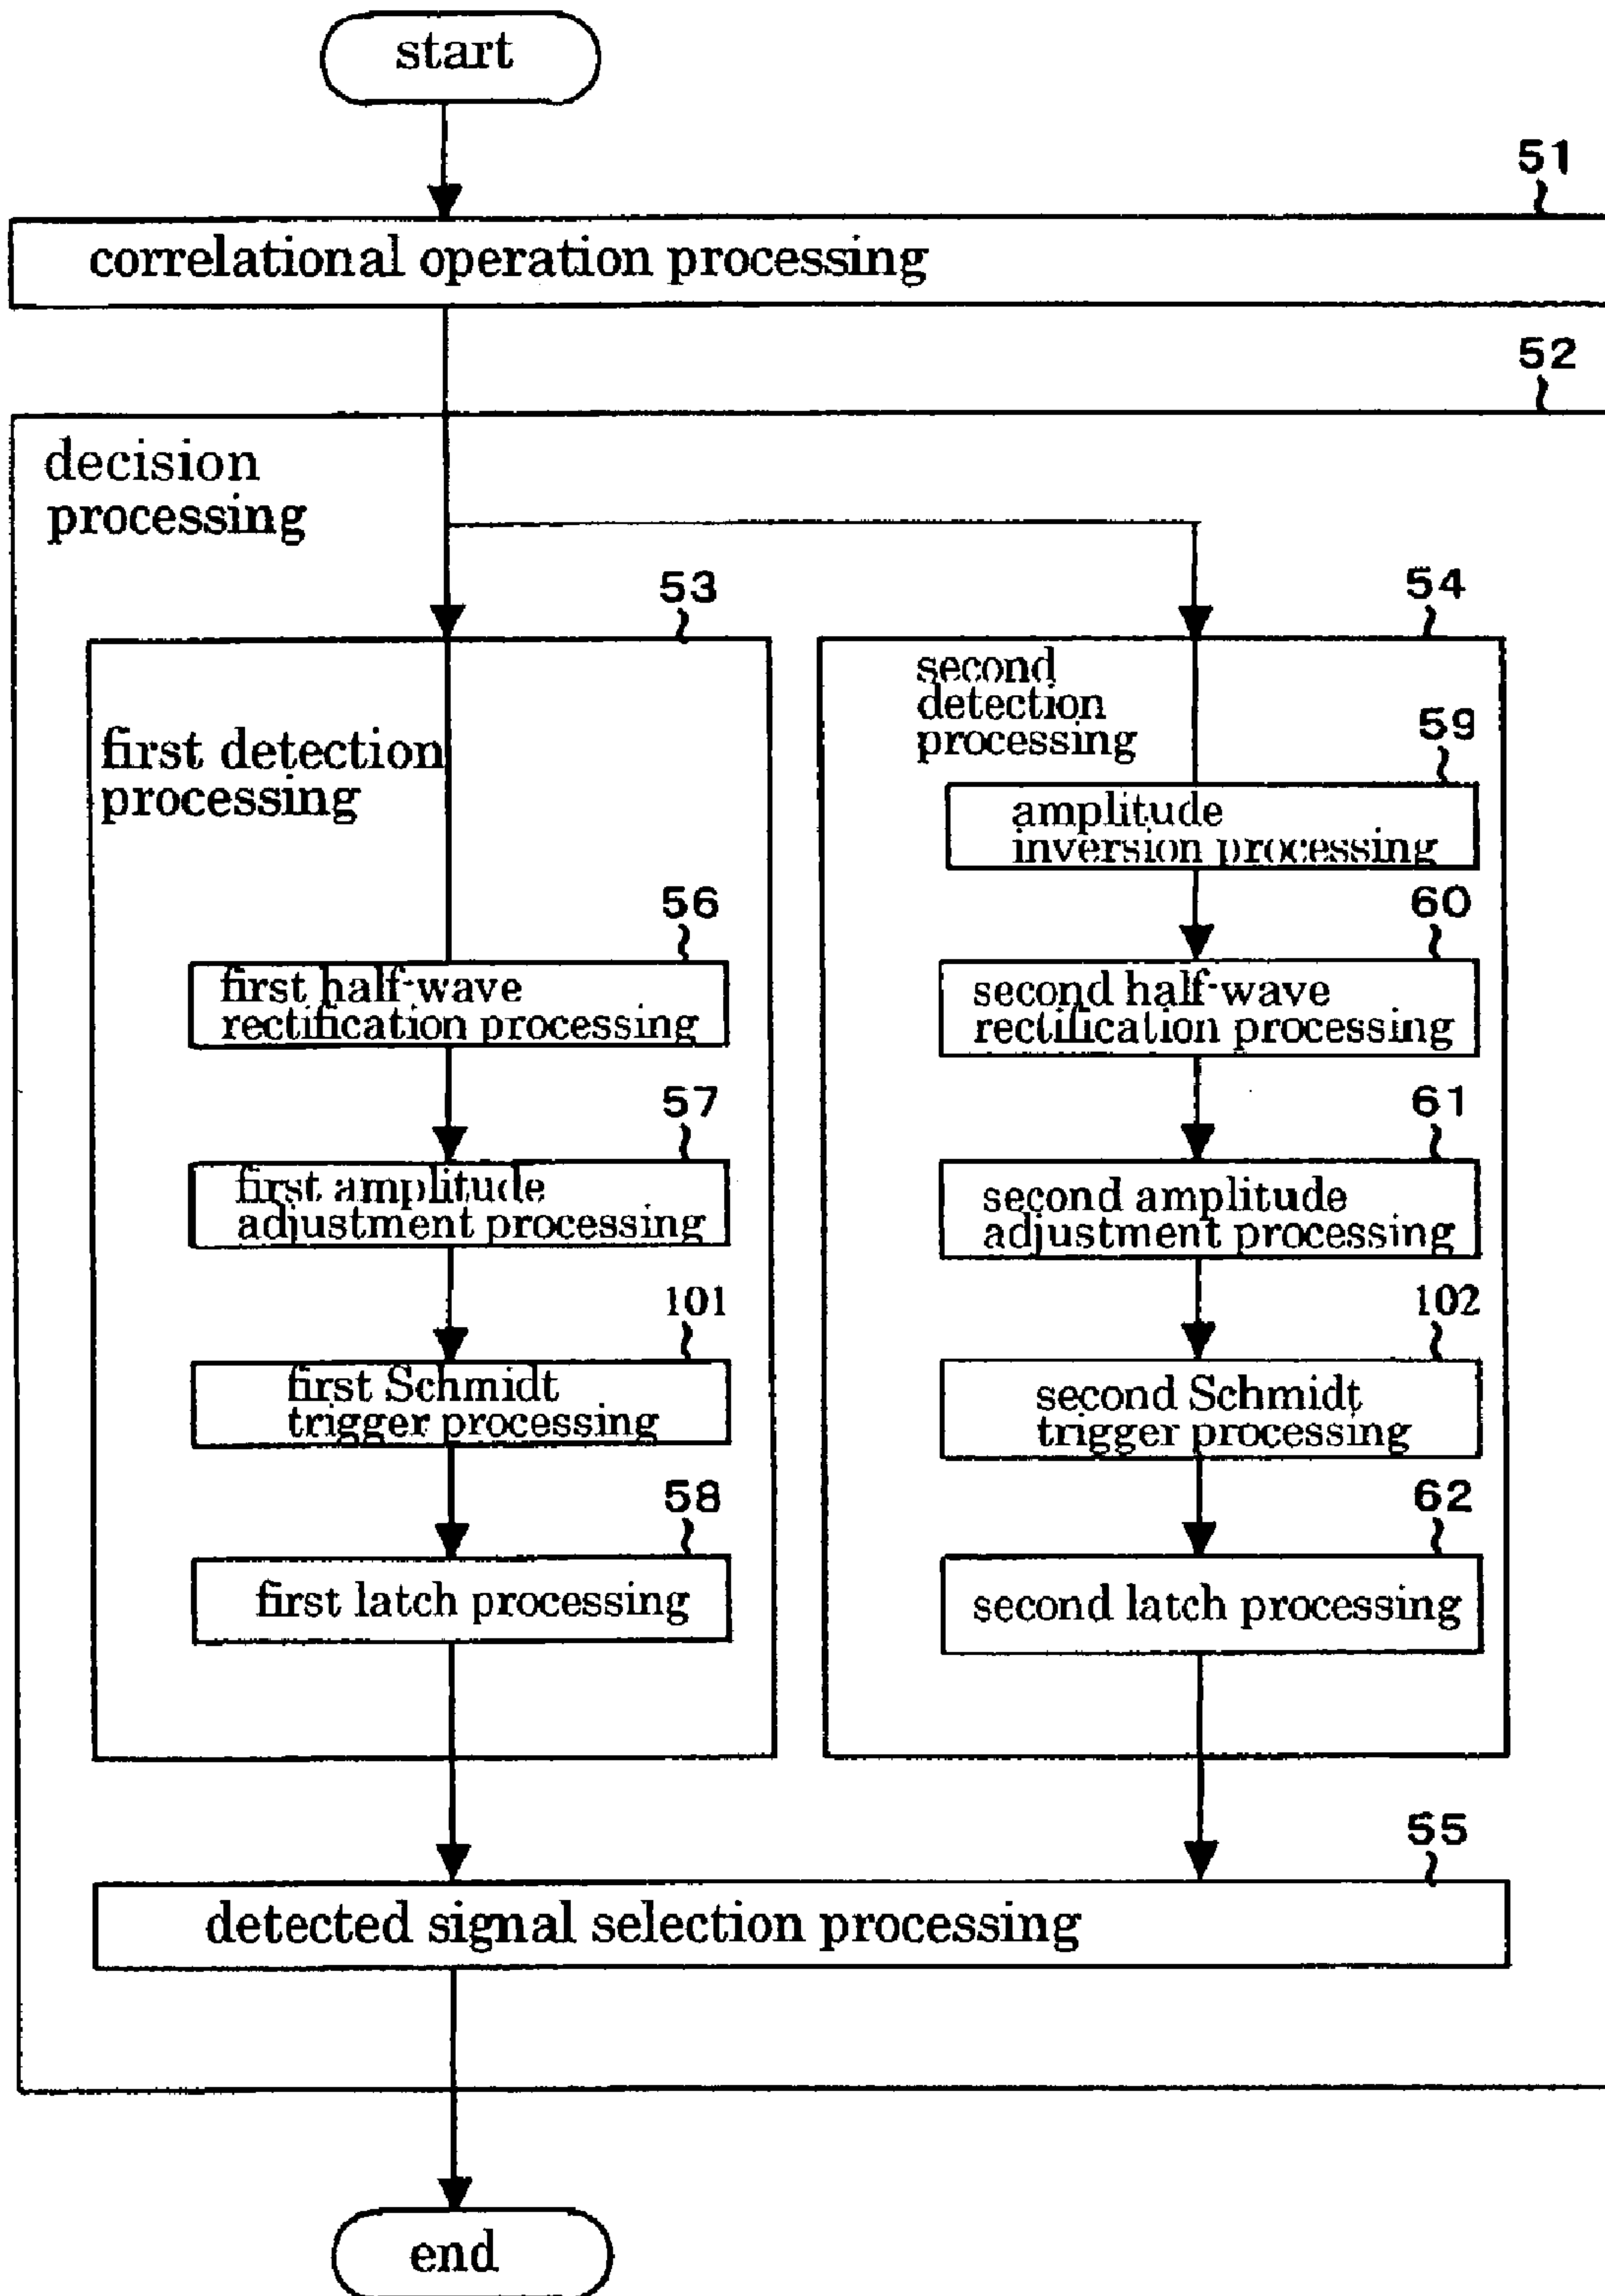 start
51
correlational operation processing
52
decision
processing
53
54
first detection
processing
second
detection
processing
59
amplitude
inversion processing
56
first half-wave
rectification processing
60
second half-wave
rectification processing
57
first amplitude
adjustment processing
61
second amplitude
adjustment processing
101
first Schmidt
trigger processing
102
second Schmidt
trigger processing
58
first latch processing
62
second latch processing
55
detected signal selection processing
end